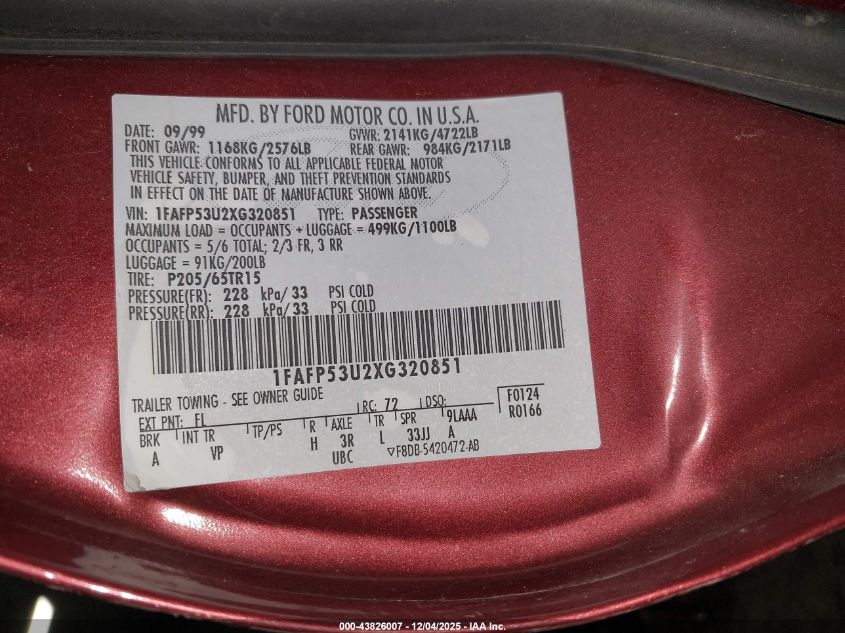 MFD. BY FORD MOTOR CO. IN U.S.A.
DATE: 09/99 GVWR: 2141KG/4722LB
FRONT GAWR: 1168KG/2576LB REAR GAWR: 984KG/2171LB
THIS VEHICLE CONFORMS TO ALL APPLICABLE FEDERAL MOTOR
VEHICLE SAFETY, BUMPER, AND THEFT PREVENTION STANDARDS
IN EFFECT ON THE DATE OF MANUFACTURE SHOWN ABOVE.
VIN: 1FAFP53U2XG320851 TYPE: PASSENGER
MAXIMUM LOAD = OCCUPANTS + LUGGAGE = 499KG/1100LB
OCCUPANTS = 5/6 TOTAL; 2/3 FR, 3 RR
LUGGAGE = 91KG/200LB
TIRE: P205/65TR15
PRESSURE(FR): 228 kPa/33 PSI COLD
PRESSURE(RR): 228 kPa/33 PSI COLD
1FAFP53U2XG320851
TRAILER TOWING - SEE OWNER GUIDE
EXT PNT: FL RC: 72 DSO: F0124
BRK INT TR TP/PS R AXLE TR SPR 9LAAA R0166
A VP H 3R L 33JJ A
UBC ▽F8DB-5420472-AB
000-43826007 - 12/04/2025 - IAA Inc.